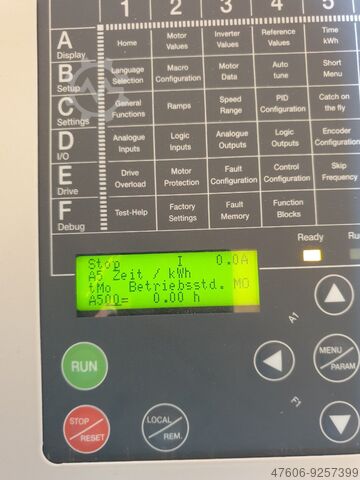 1 2 3 4 5
A Display Home Motor Values Inverter Values Reference Values Time kWh
B Setup Language Selection Macro Configuration Motor Data Auto tune Short Menu
C Settings General Functions Ramps Speed Range PID Configuration Catch on the fly
D I/O Analogue Inputs Logic Inputs Analogue Outputs Logic Outputs Encoder Configuration
E Drive Drive Overload Motor Protection Fault Configuration Control Configuration Skip Frequency
F Debug Test-Help Factory Settings Fault Memory Function Blocks
Ready
Stop I 0.0A
A5 Zeit / kWh
tMo Betriebsstd. MO
A500= 0.00 h
A1
RUN
MENU/PARAM
STOP/RESET
LOCAL/REM.
F1
47606-9257399